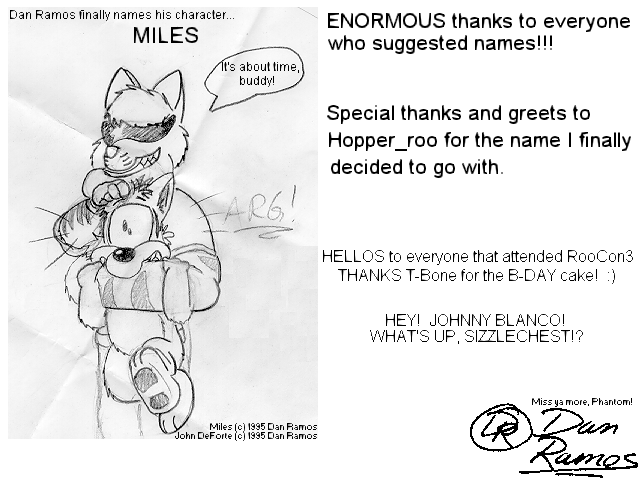 Dan Ramos finally names his character...
MILES
It's about time,
buddy!
ARG!
Miles (c) 1995 Dan Ramos
John DeForte (c) 1995 Dan Ramos
ENORMOUS thanks to everyone
who suggested names!!!
Special thanks and greets to
Hopper_roo for the name I finally
decided to go with.
HELLOS to everyone that attended RooCon3
THANKS T-Bone for the B-DAY cake!  :)
HEY!  JOHNNY BLANCO!
WHAT'S UP, SIZZLECHEST!?
Miss ya more, Phantom!
DR Dan
Ramos